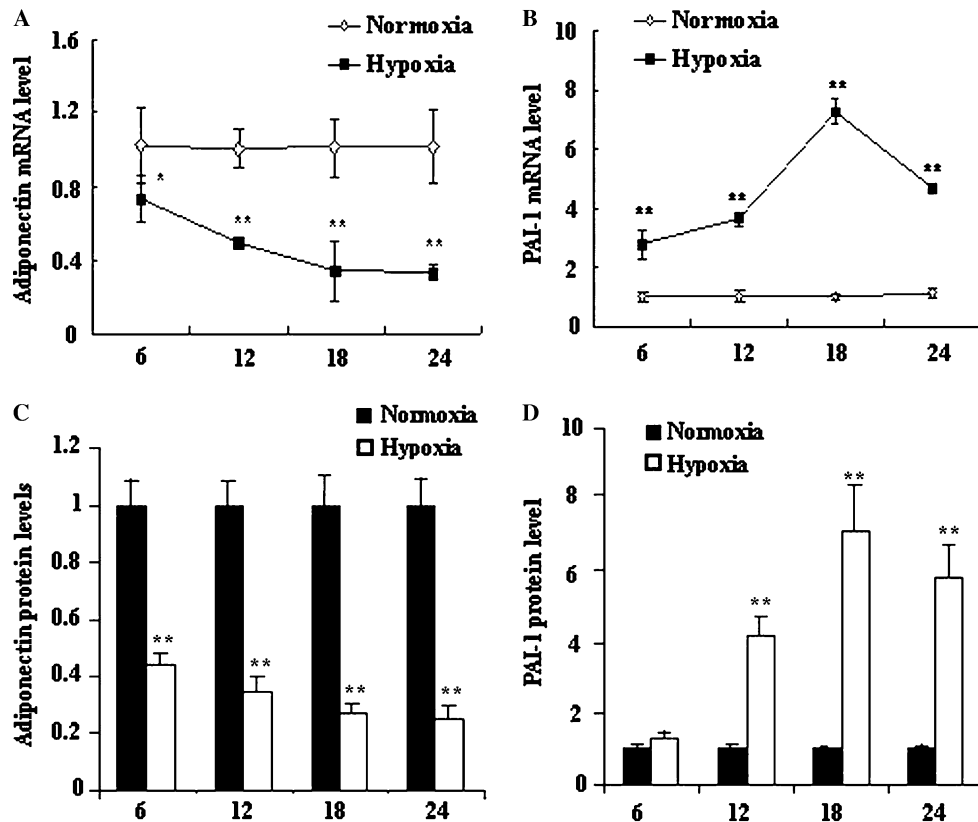 A
Normoxia
Hypoxia
Adiponectin mRNA level
1.6
1.2
0.8
0.4
0
*
**
**
**
6 12 18 24
B
Normoxia
Hypoxia
PAI-1 mRNA level
10
8
6
4
2
0
**
**
**
**
6 12 18 24
C
Normoxia
Hypoxia
Adiponectin protein levels
1.2
1
0.8
0.6
0.4
0.2
0
**
**
**
**
6 12 18 24
D
Normoxia
Hypoxia
PAI-1 protein level
10
8
6
4
2
0
**
**
**
6 12 18 24